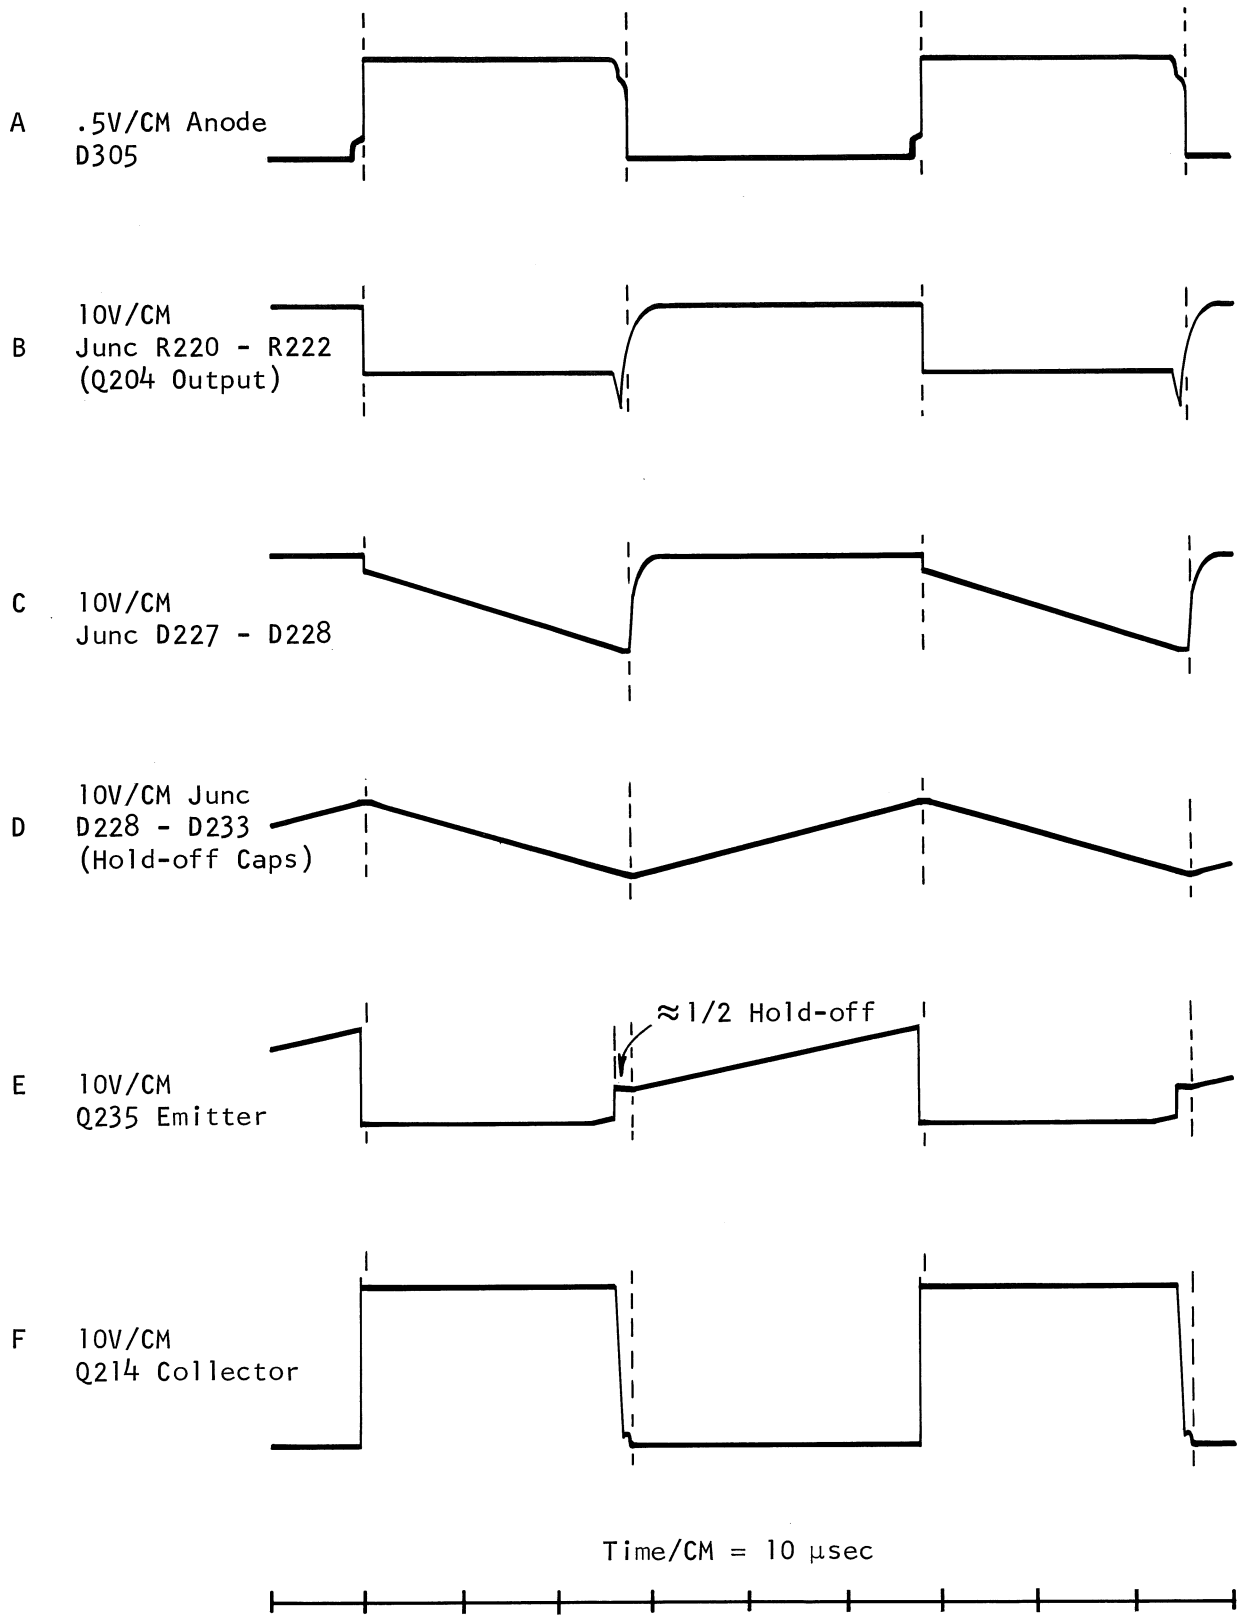 A .5V/CM Anode
D305
10V/CM
B Junc R220 - R222
(Q204 Output)
C 10V/CM
Junc D227 - D228
10V/CM Junc
D D228 - D233
(Hold-off Caps)
≈1/2 Hold-off
E 10V/CM
Q235 Emitter
F 10V/CM
Q214 Collector
Time/CM = 10 μsec